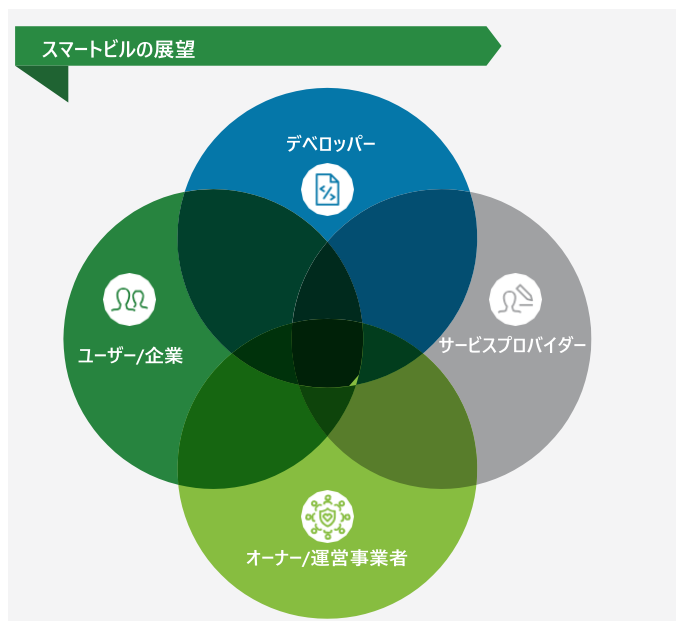 スマートビルの展望
デベロッパー
ユーザー/企業
サービスプロバイダー
オーナー/運営事業者